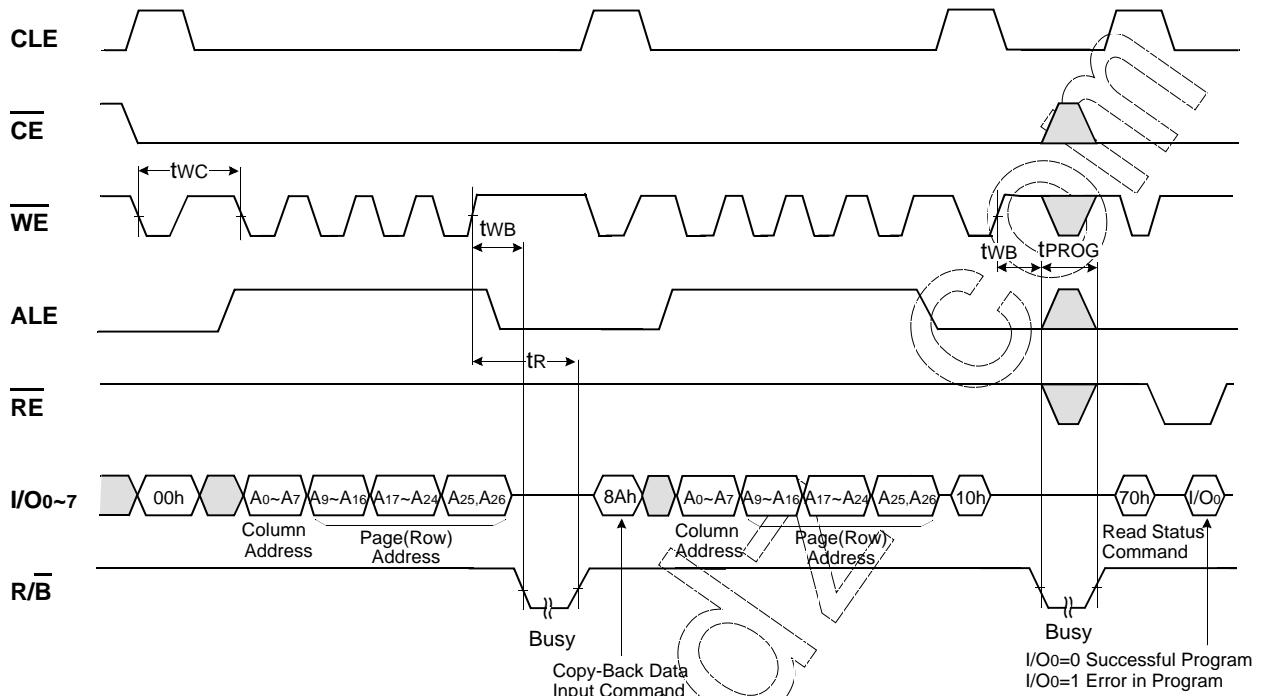 CLE
CE
tWC
WE
tWB
tWB
tPROG
ALE
tR
RE
I/O0~7
00h
A0~A7
A9~A16
A17~A24
A25,A26
8Ah
A0~A7
A9~A16
A17~A24
A25,A26
10h
70h
I/O0
Column
Address
Page(Row)
Address
Column
Address
Page(Row)
Address
Read Status
Command
R/B
Busy
Busy
Copy-Back Data
Input Command
I/O0=0 Successful Program
I/O0=1 Error in Program